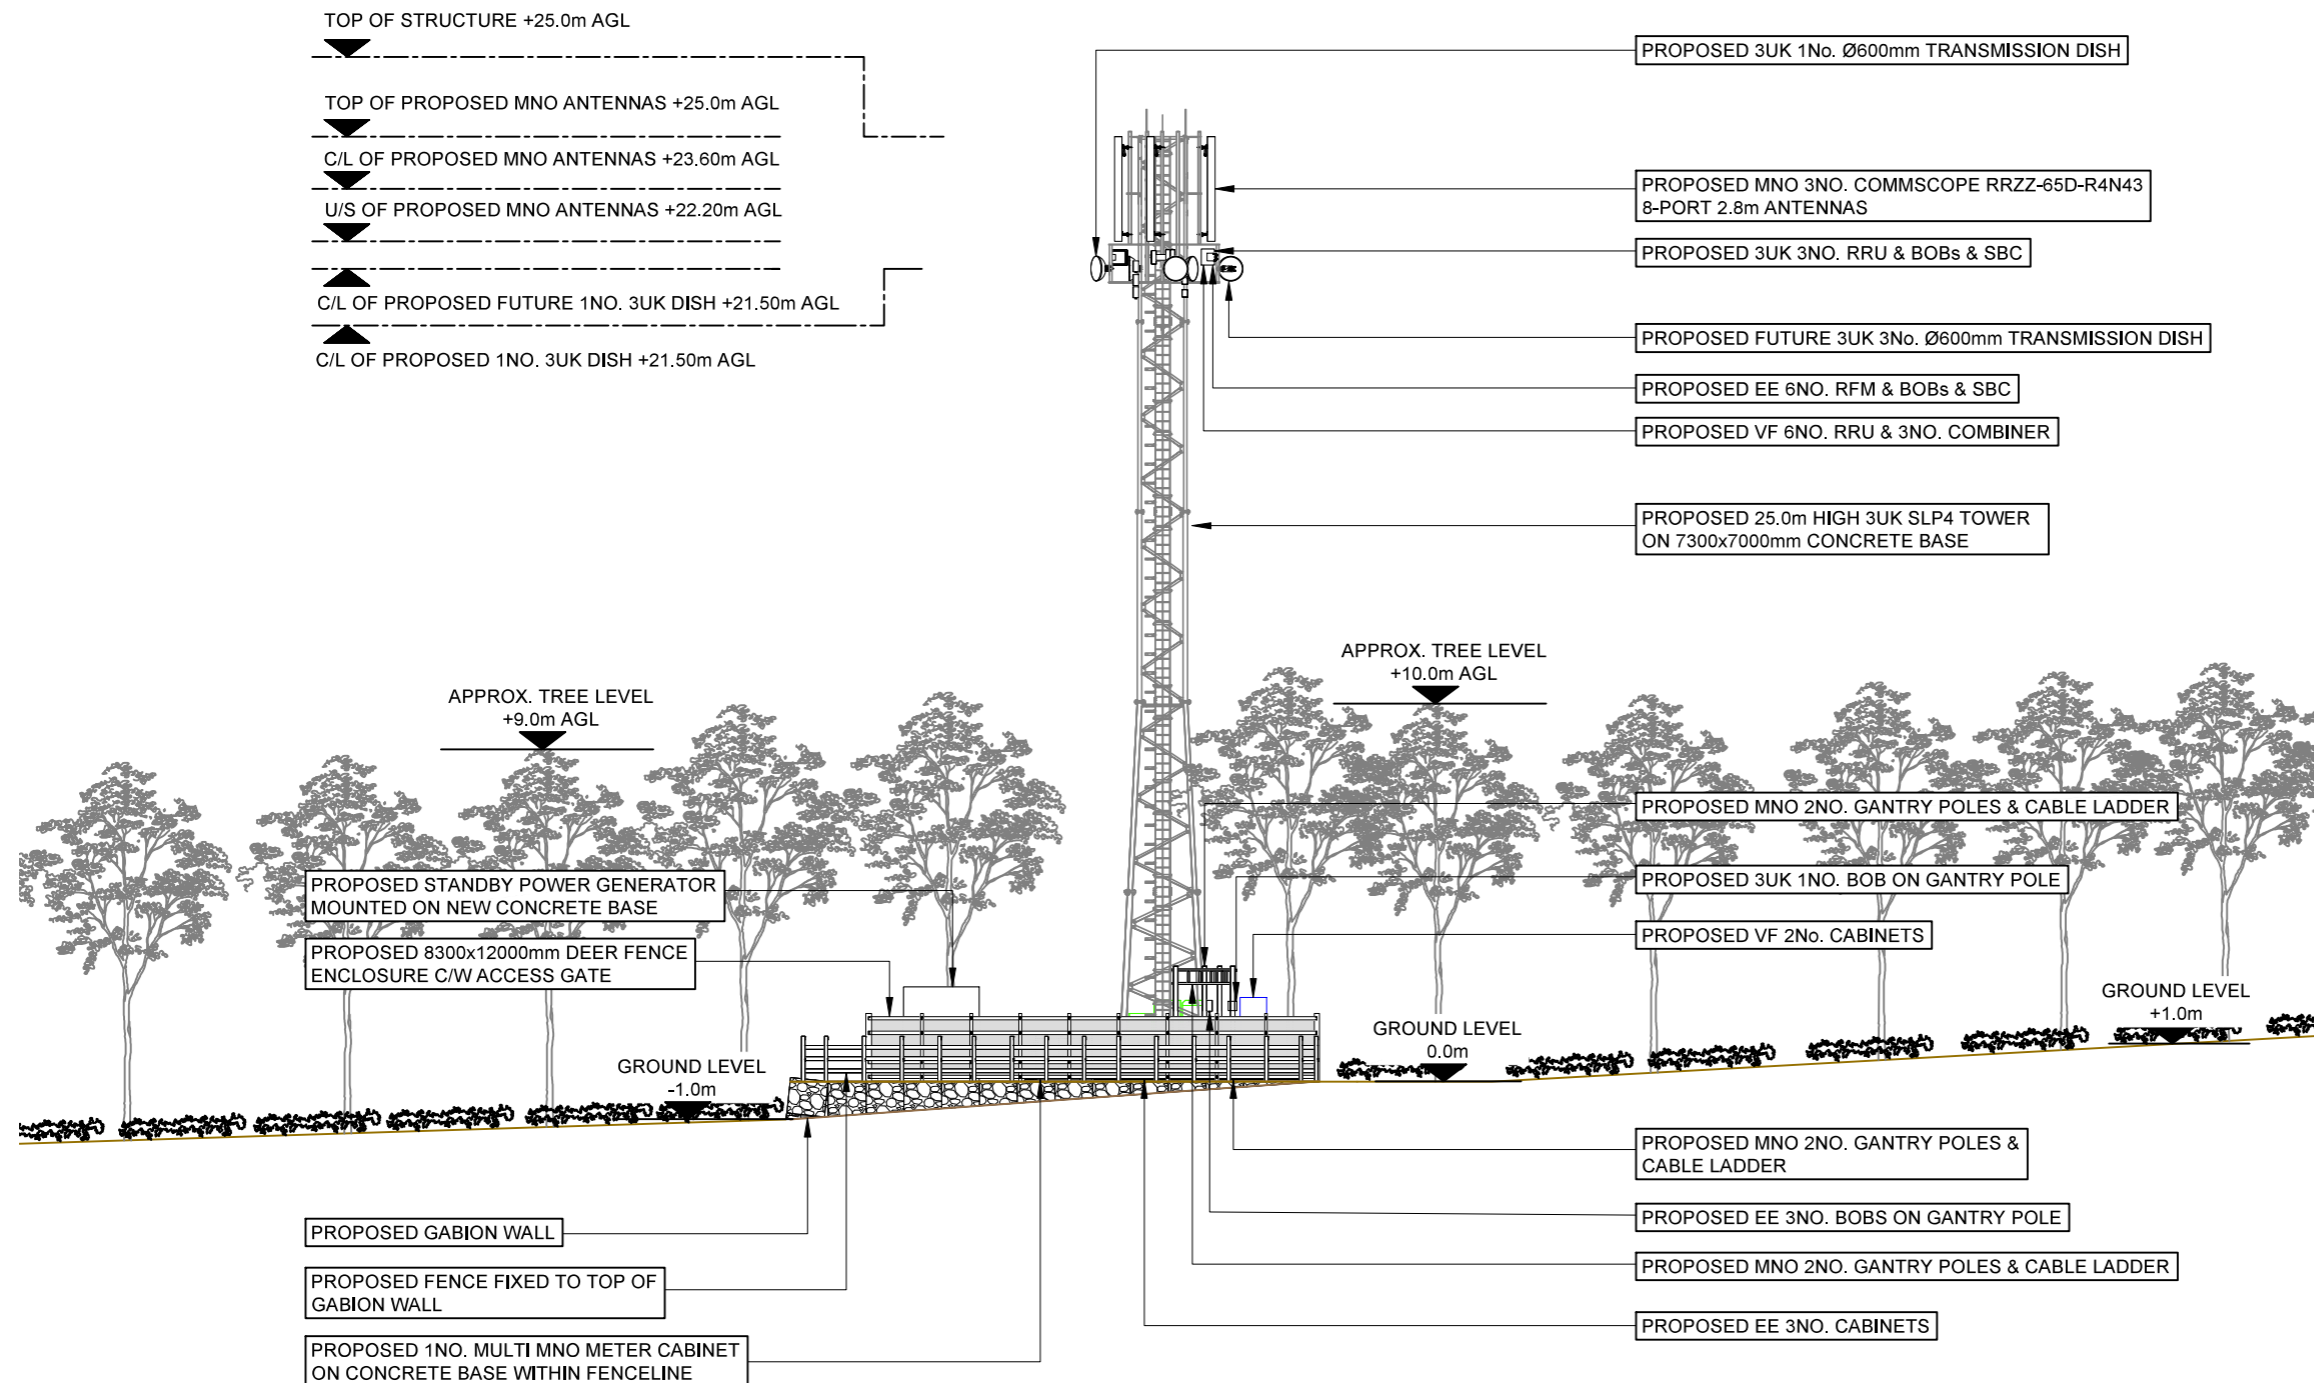 TOP OF STRUCTURE +25.0m AGL
TOP OF PROPOSED MNO ANTENNAS +25.0m AGL
C/L OF PROPOSED MNO ANTENNAS +23.60m AGL
U/S OF PROPOSED MNO ANTENNAS +22.20m AGL
C/L OF PROPOSED FUTURE 1NO. 3UK DISH +21.50m AGL
C/L OF PROPOSED 1NO. 3UK DISH +21.50m AGL
PROPOSED 3UK 1No. Ø600mm TRANSMISSION DISH
PROPOSED MNO 3NO. COMMSCOPE RRZZ-65D-R4N43
8-PORT 2.8m ANTENNAS
PROPOSED 3UK 3NO. RRU & BOBs & SBC
PROPOSED FUTURE 3UK 3No. Ø600mm TRANSMISSION DISH
PROPOSED EE 6NO. RFM & BOBs & SBC
PROPOSED VF 6NO. RRU & 3NO. COMBINER
PROPOSED 25.0m HIGH 3UK SLP4 TOWER
ON 7300x7000mm CONCRETE BASE
APPROX. TREE LEVEL
+9.0m AGL
APPROX. TREE LEVEL
+10.0m AGL
PROPOSED STANDBY POWER GENERATOR
MOUNTED ON NEW CONCRETE BASE
PROPOSED 8300x12000mm DEER FENCE
ENCLOSURE C/W ACCESS GATE
PROPOSED MNO 2NO. GANTRY POLES & CABLE LADDER
PROPOSED 3UK 1NO. BOB ON GANTRY POLE
PROPOSED VF 2No. CABINETS
GROUND LEVEL
-1.0m
GROUND LEVEL
0.0m
GROUND LEVEL
+1.0m
PROPOSED GABION WALL
PROPOSED FENCE FIXED TO TOP OF
GABION WALL
PROPOSED 1NO. MULTI MNO METER CABINET
ON CONCRETE BASE WITHIN FENCELINE
PROPOSED MNO 2NO. GANTRY POLES &
CABLE LADDER
PROPOSED EE 3NO. BOBS ON GANTRY POLE
PROPOSED MNO 2NO. GANTRY POLES & CABLE LADDER
PROPOSED EE 3NO. CABINETS